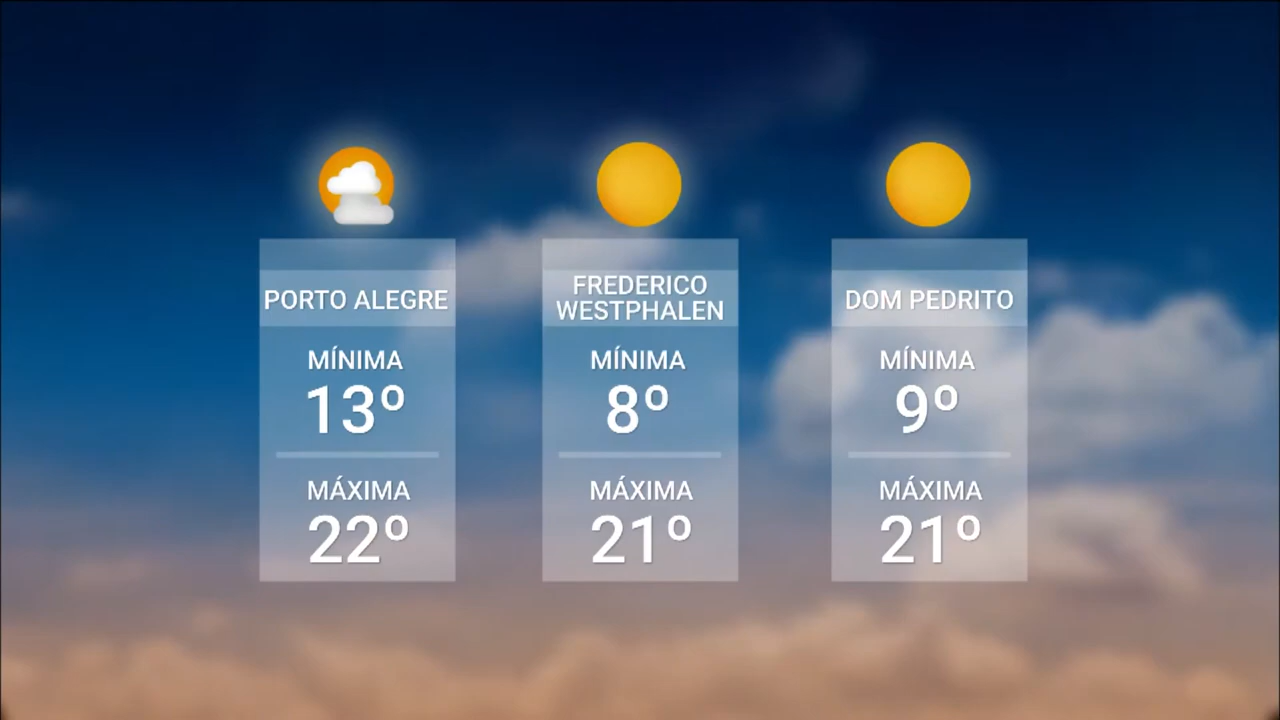 PORTO ALEGRE
MÍNIMA
13º
MÁXIMA
22º
FREDERICO
WESTPHALEN
MÍNIMA
8º
MÁXIMA
21º
DOM PEDRITO
MÍNIMA
9º
MÁXIMA
21º